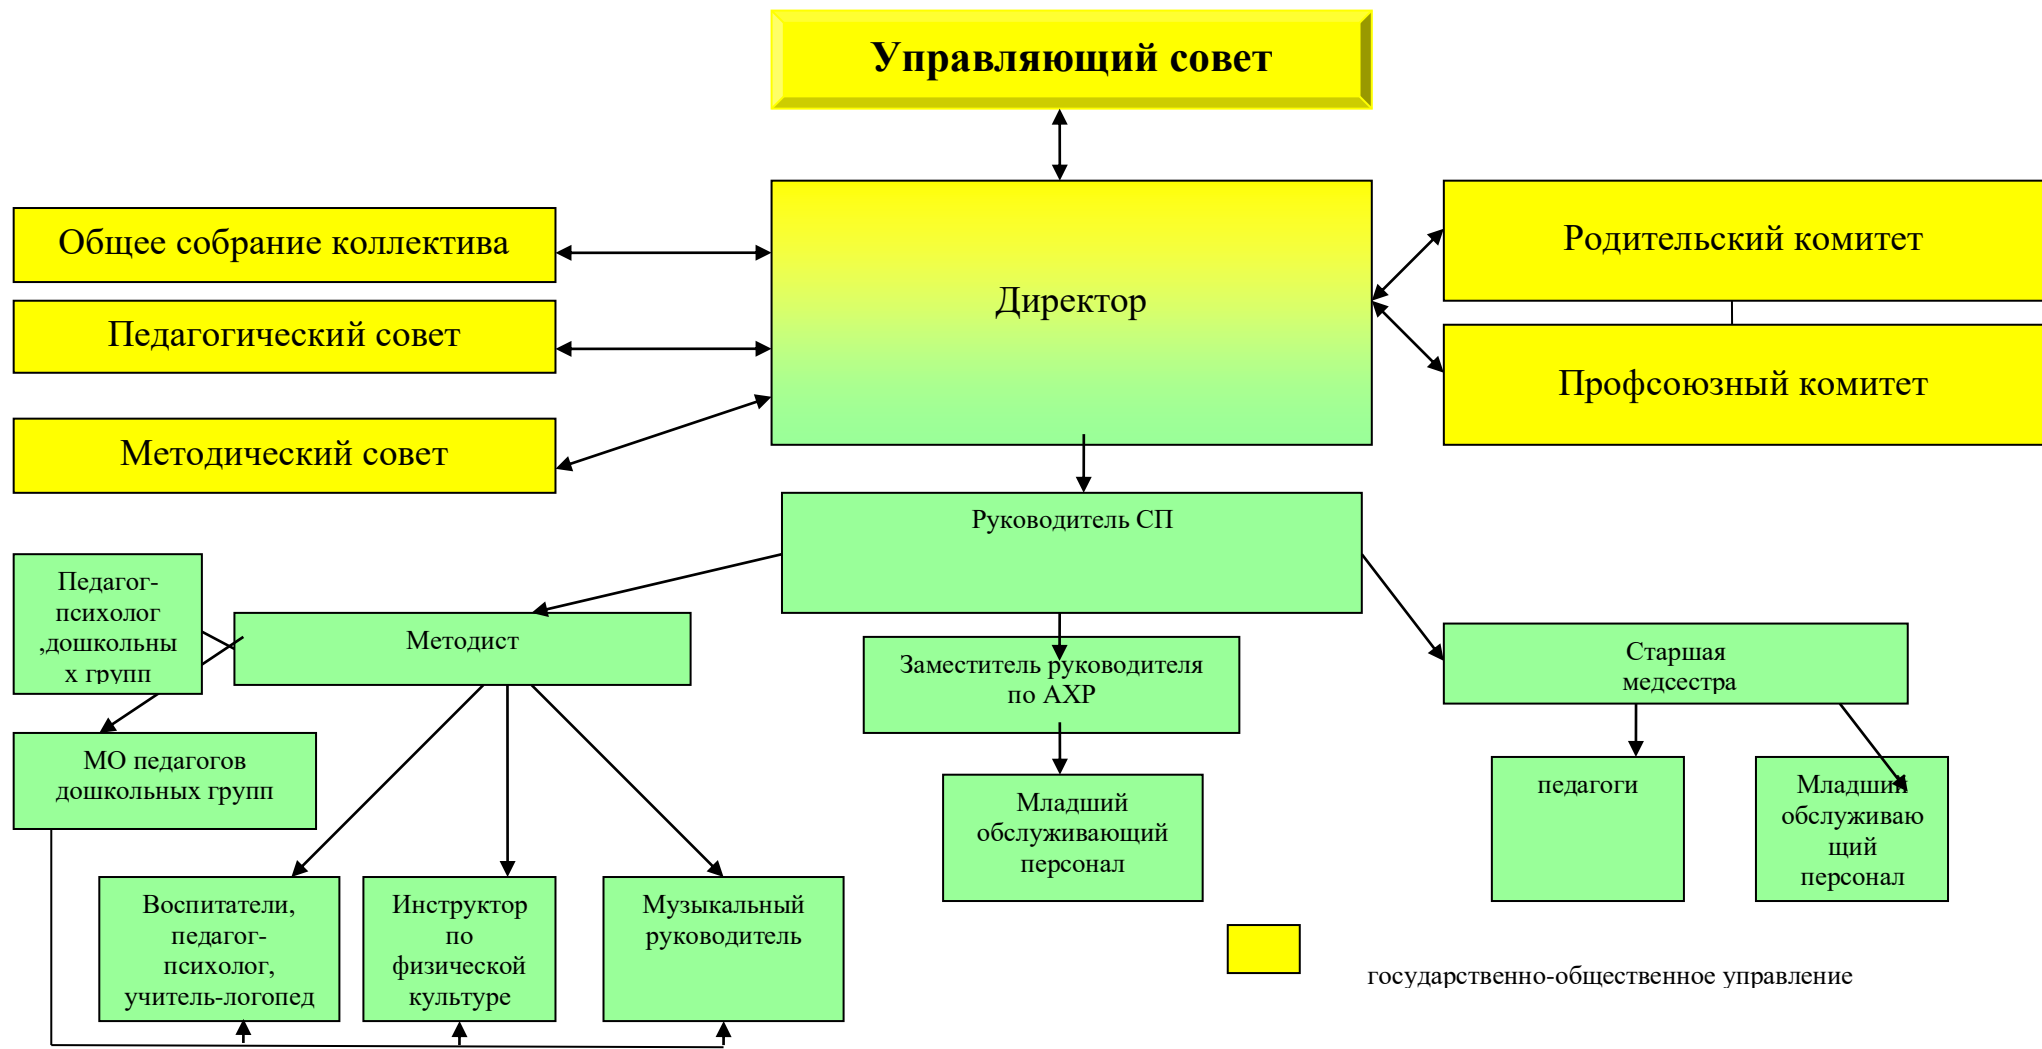 Управляющий совет
Общее собрание коллектива
Педагогический совет
Методический совет
Директор
Родительский комитет
Профсоюзный комитет
Руководитель СП
Педагог-
психолог
,дошкольны
х групп
Методист
Заместитель руководителя
по АХР
Старшая
медсестра
МО педагогов
дошкольных групп
Младший
обслуживающий
персонал
педагоги
Младший
обслуживаю
щий
персонал
Воспитатели,
педагог-
психолог,
учитель-логопед
Инструктор
по
физической
культуре
Музыкальный
руководитель
государственно-общественное управление